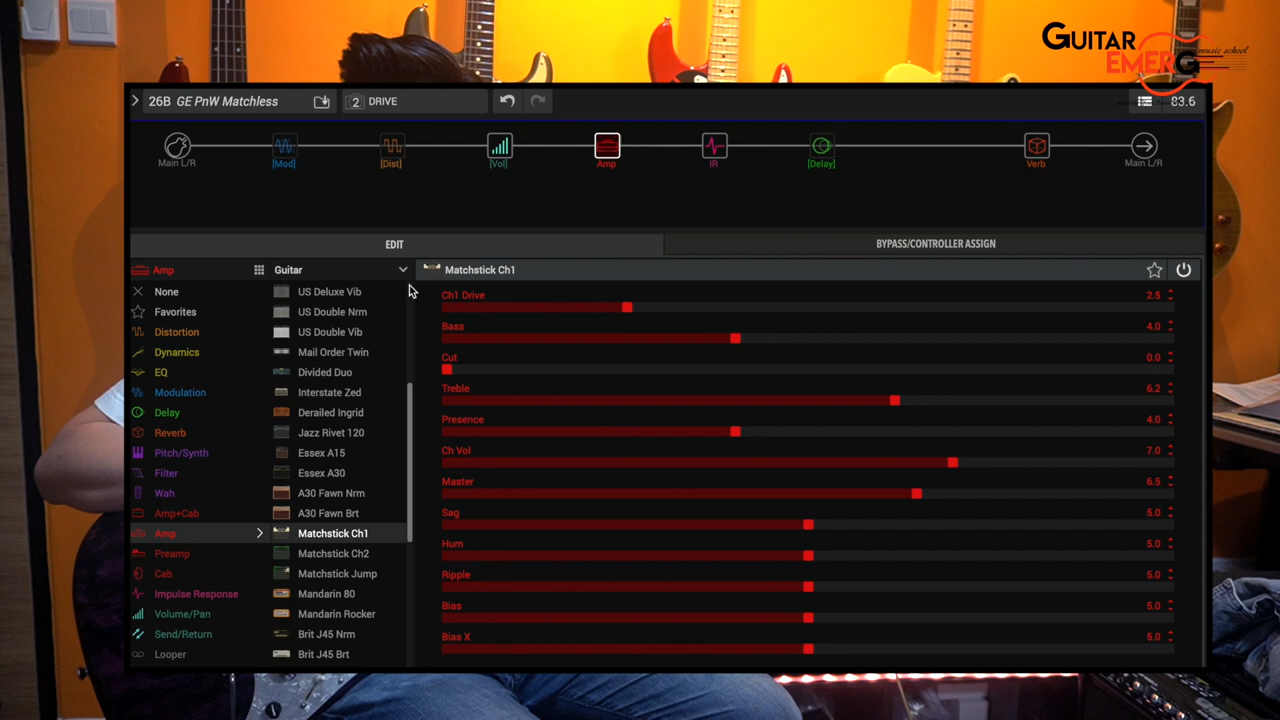 GUITAR
music school
EMERG
26B GE PnW Matchless
2 DRIVE
83.6
Main L/R
[Mod]
[Dist]
[Vol]
Amp
IR
[Delay]
Verb
Main L/R
EDIT
BYPASS/CONTROLLER ASSIGN
Amp
Guitar
Matchstick Ch1
None
Favorites
Distortion
Dynamics
EQ
Modulation
Delay
Reverb
Pitch/Synth
Filter
Wah
Amp+Cab
Amp
Preamp
Cab
Impulse Response
Volume/Pan
Send/Return
Looper
US Deluxe Vib
US Double Nrm
US Double Vib
Mail Order Twin
Divided Duo
Interstate Zed
Derailed Ingrid
Jazz Rivet 120
Essex A15
Essex A30
A30 Fawn Nrm
A30 Fawn Brt
Matchstick Ch1
Matchstick Ch2
Matchstick Jump
Mandarin 80
Mandarin Rocker
Brit J45 Nrm
Brit J45 Brt
Ch1 Drive 2.5
Bass 4.0
Cut 0.0
Treble 6.2
Presence 4.0
Ch Vol 7.0
Master 6.5
Sag 5.0
Hum 5.0
Ripple 5.0
Bias 5.0
Bias X 5.0